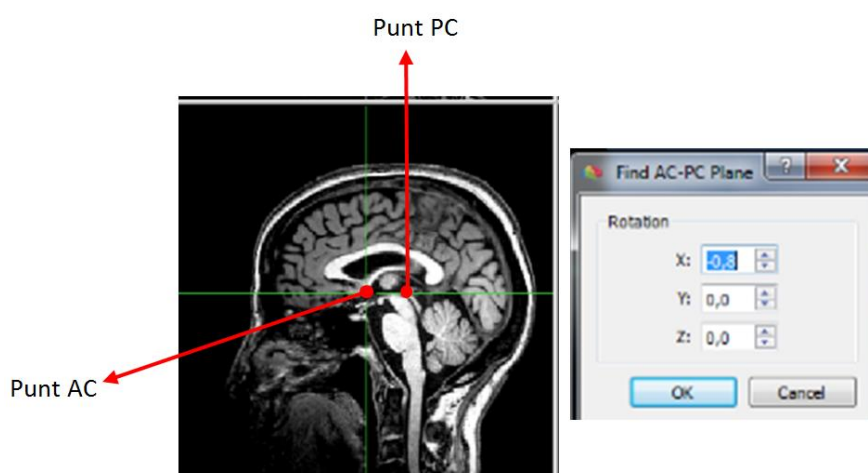 Punt PC
Punt AC
Find AC-PC Plane
?
X
Rotation
X: -0,8
Y: 0,0
Z: 0,0
OK
Cancel